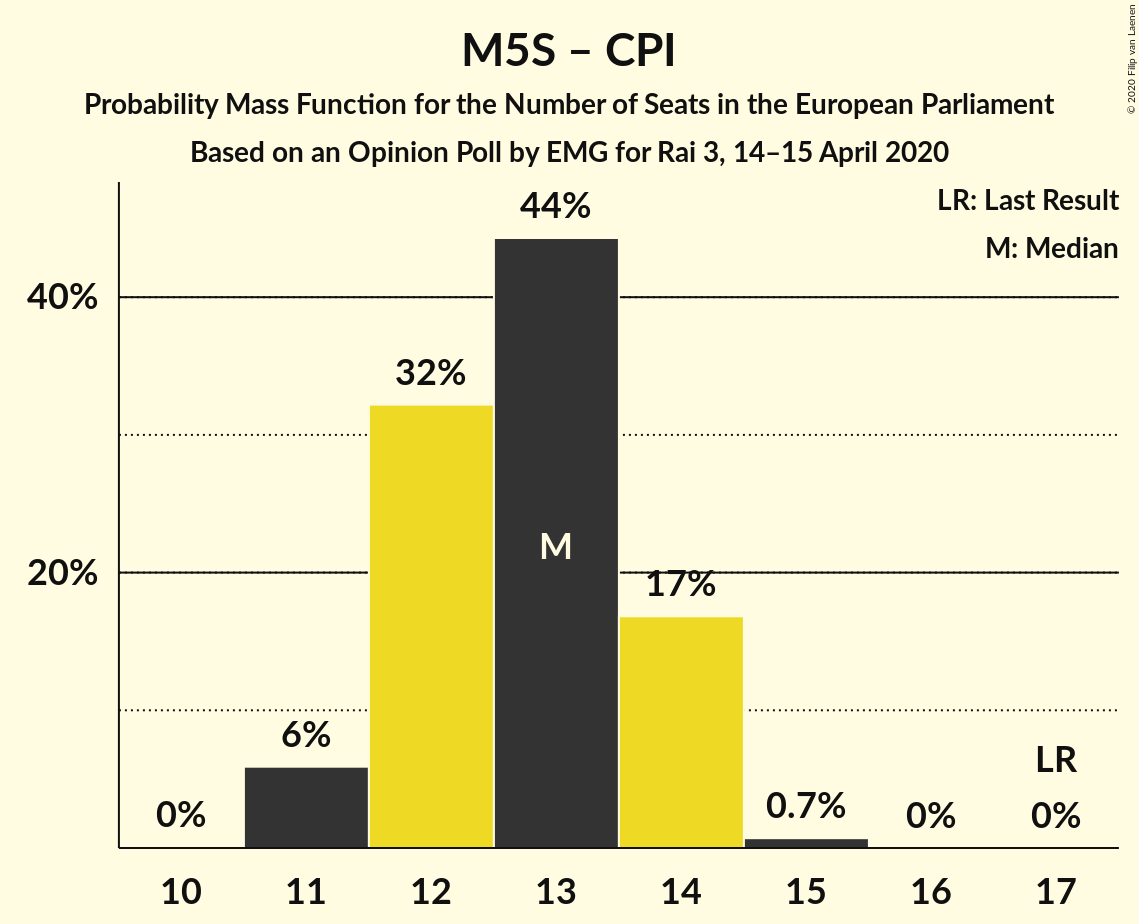 M5S – CPI
Probability Mass Function for the Number of Seats in the European Parliament
Based on an Opinion Poll by EMG for Rai 3, 14–15 April 2020
© 2020 Filip van Laenen
LR: Last Result
M: Median
44%
40%
32%
M
20%
17%
6%
LR
0%
0.7%
0%
0%
10 11 12 13 14 15 16 17